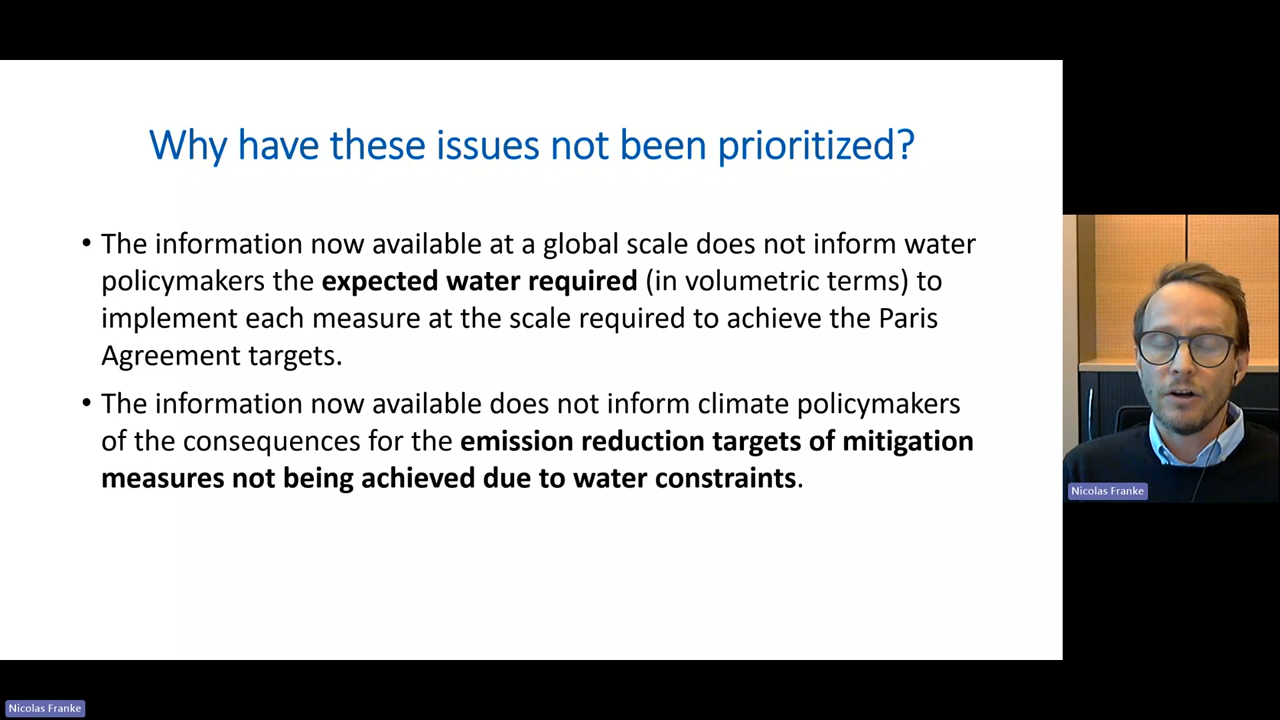 Why have these issues not been prioritized?
• The information now available at a global scale does not inform water
policymakers the expected water required (in volumetric terms) to
implement each measure at the scale required to achieve the Paris
Agreement targets.
• The information now available does not inform climate policymakers
of the consequences for the emission reduction targets of mitigation
measures not being achieved due to water constraints.
Nicolas Franke
Nicolas Franke